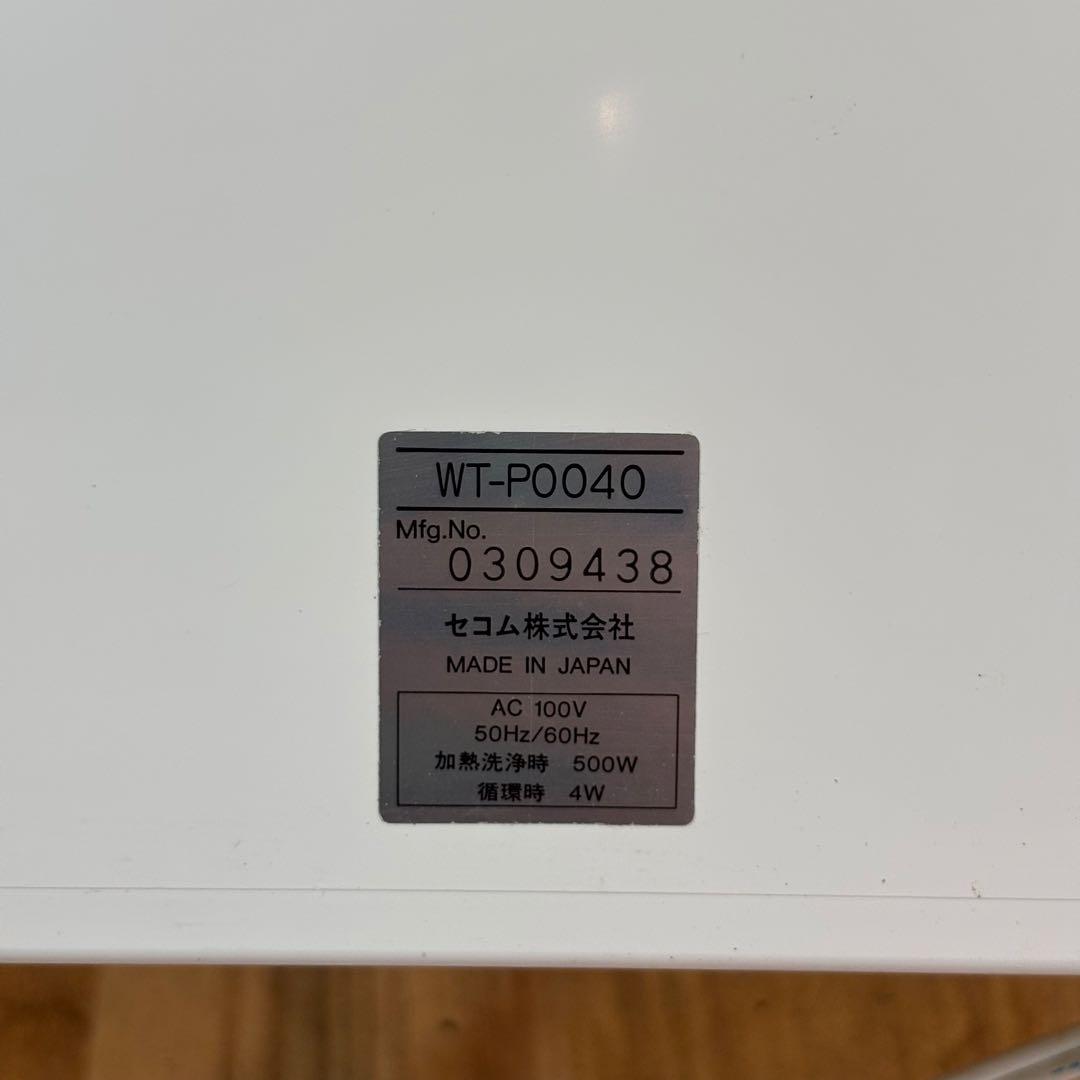 WT-P0040
Mfg.No.
0309438
セコム株式会社
MADE IN JAPAN
AC 100V
50Hz/60Hz
加熱洗浄時 500W
循環時 4W